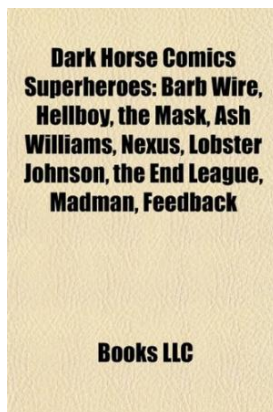 Dark Horse Comics
Superheroes: Barb Wire,
Hellboy, the Mask, Ash
Williams, Nexus, Lobster
Johnson, the End League,
Madman, Feedback
Books LLC